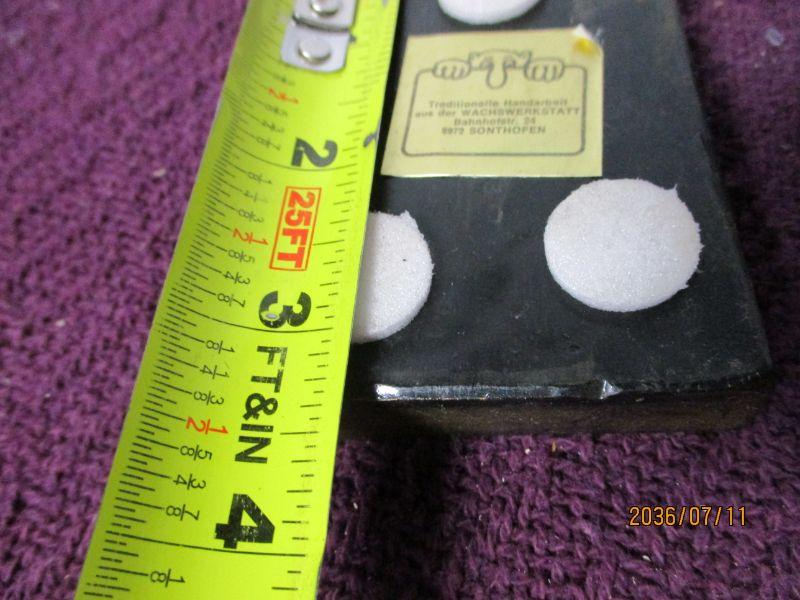 Traditionelle Handarbeit
aus der WACHSWERKSTATT
Bahnhofstr. 24
8972 SONTHOFEN
2
25FT
3
FT&IN
4
2036/07/11